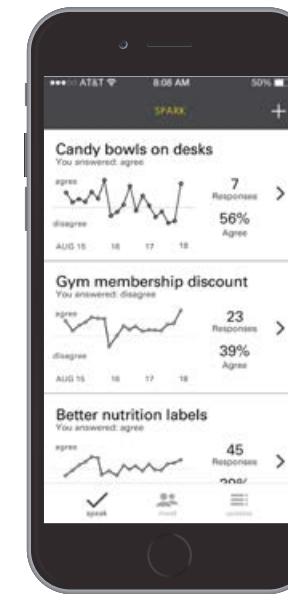 AT&T 8:08 AM 50%
SPARK +
Candy bowls on desks
You answered: agree
agree
disagree
AUG 15 16 17 18
7
Responses
56%
Agree
Gym membership discount
You answered: disagree
agree
disagree
AUG 15 16 17 18
23
Responses
39%
Agree
Better nutrition labels
You answered: agree
agree
45
Responses
speak